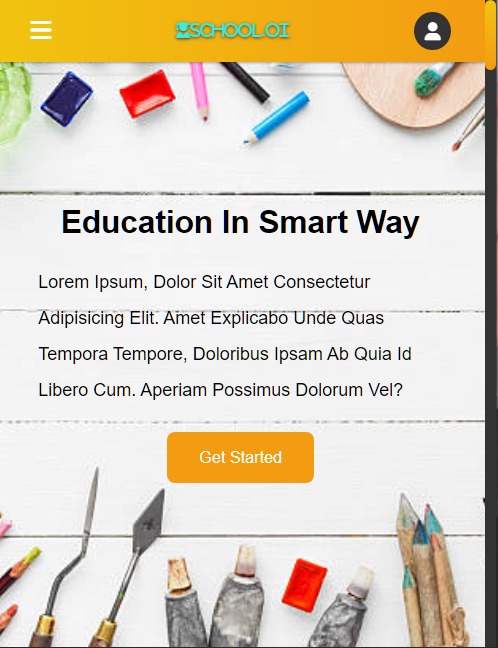 SCHOOL.OI
Education In Smart Way
Lorem Ipsum, Dolor Sit Amet Consectetur
Adipisicing Elit. Amet Explicabo Unde Quas
Tempora Tempore, Doloribus Ipsam Ab Quia Id
Libero Cum. Aperiam Possimus Dolorum Vel?
Get Started